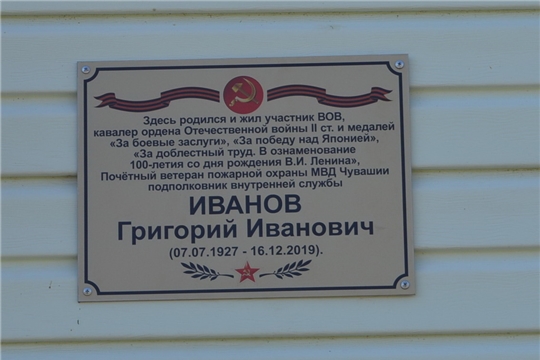 Здесь родился и жил участник ВОВ,
кавалер ордена Отечественной войны II ст. и медалей
«За боевые заслуги», «За победу над Японией»,
«За доблестный труд. В ознаменование
100-летия со дня рождения В.И. Ленина»,
Почётный ветеран пожарной охраны МВД Чувашии
подполковник внутренней службы
ИВАНОВ
Григорий Иванович
(07.07.1927 - 16.12.2019).